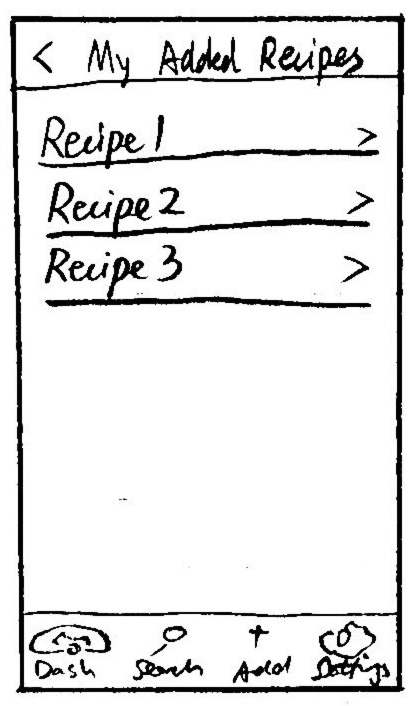 < My Added Recipes
Recipe 1 >
Recipe 2 >
Recipe 3 >
Dash Search + Add Settings